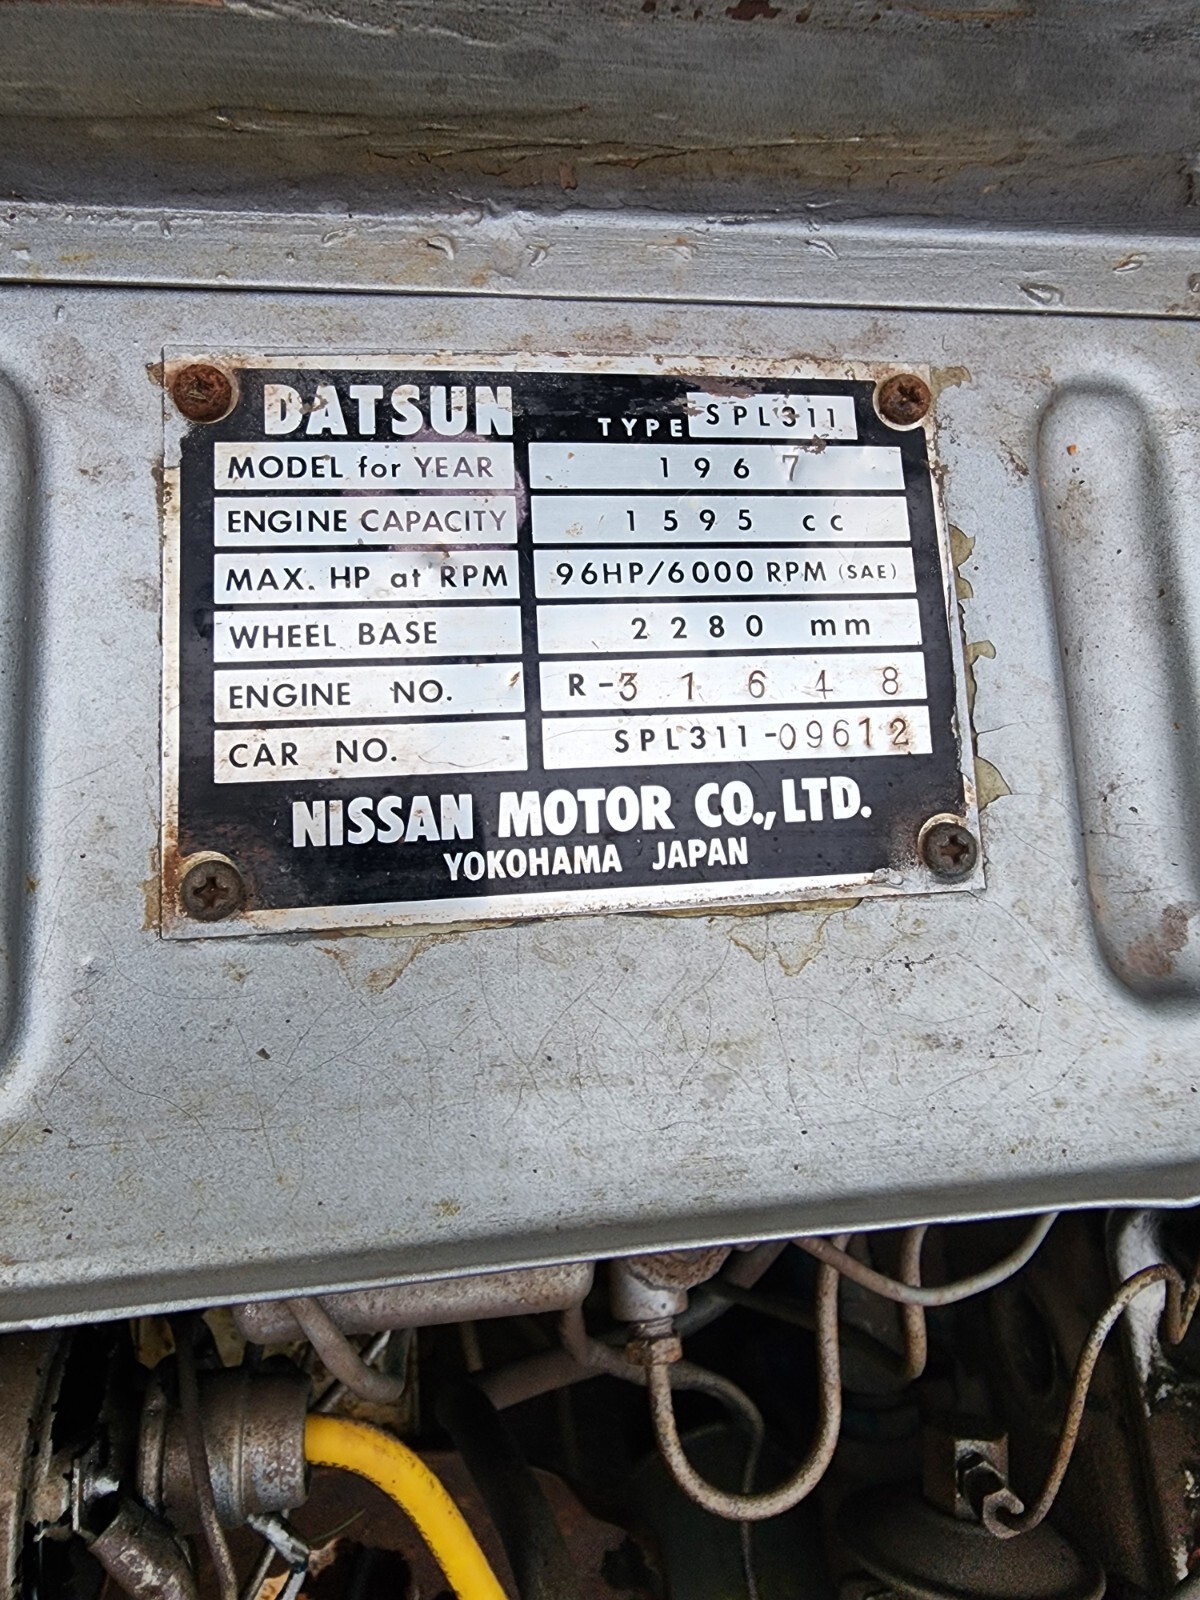 DATSUN TYPE SPL311
MODEL for YEAR 1967
ENGINE CAPACITY 1595 cc
MAX. HP at RPM 96HP/6000 RPM (SAE)
WHEEL BASE 2280 mm
ENGINE NO. R-31648
CAR NO. SPL311-09612
NISSAN MOTOR CO., LTD.
YOKOHAMA JAPAN